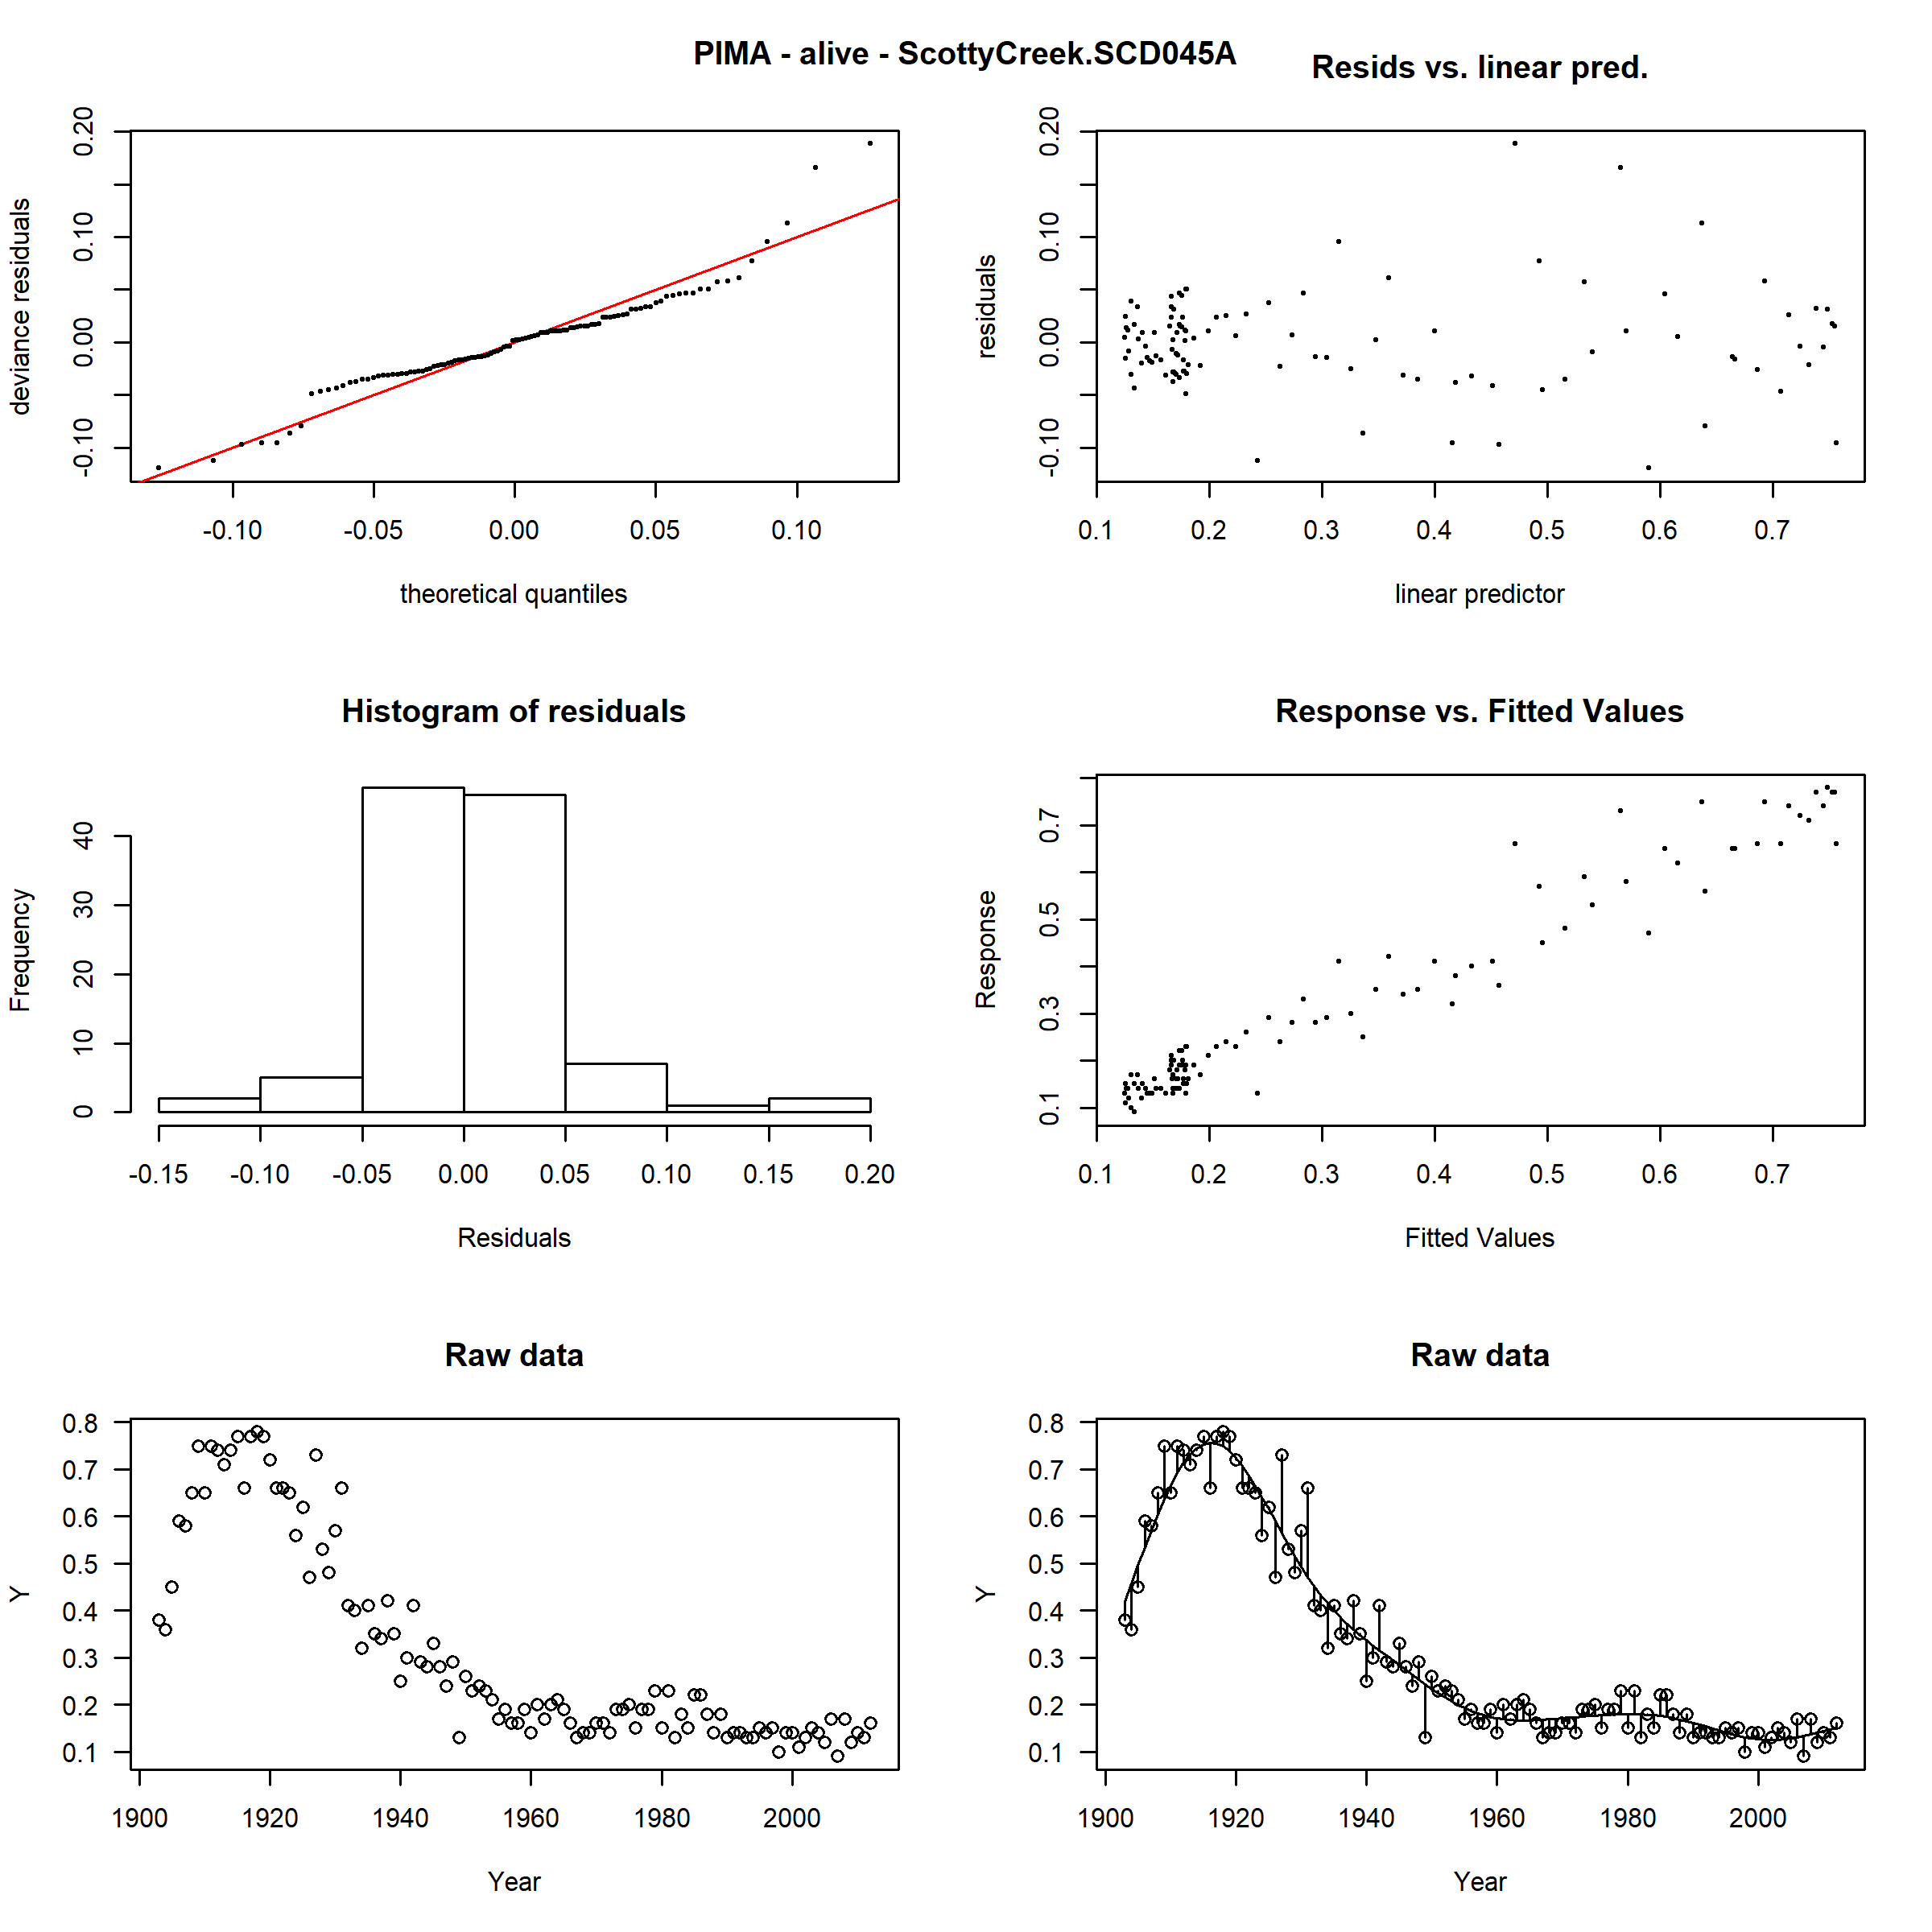 PIMA - alive - ScottyCreek.SCD045A
Resids vs. linear pred.
deviance residuals
-0.10 0.00 0.10 0.20
-0.10 -0.05 0.00 0.05 0.10
theoretical quantiles
residuals
-0.10 0.00 0.10 0.20
0.1 0.2 0.3 0.4 0.5 0.6 0.7
linear predictor
Histogram of residuals
Frequency
0 10 20 30 40
-0.15 -0.10 -0.05 0.00 0.05 0.10 0.15 0.20
Residuals
Response vs. Fitted Values
Response
0.1 0.3 0.5 0.7
0.1 0.2 0.3 0.4 0.5 0.6 0.7
Fitted Values
Raw data
Y
0.8
0.7
0.6
0.5
0.4
0.3
0.2
0.1
1900 1920 1940 1960 1980 2000
Year
Raw data
Y
0.8
0.7
0.6
0.5
0.4
0.3
0.2
0.1
1900 1920 1940 1960 1980 2000
Year